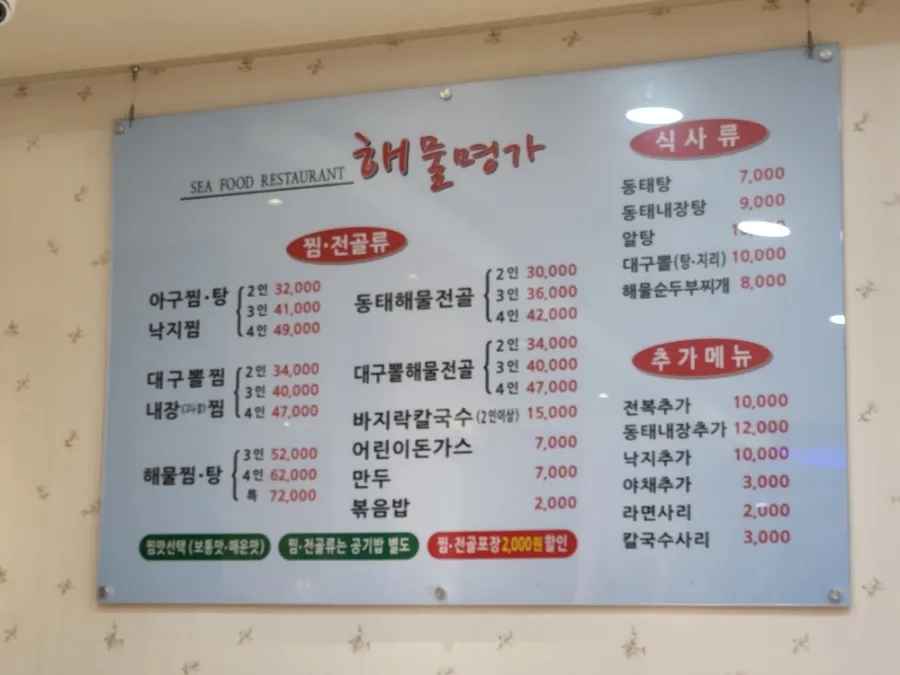 SEA FOOD RESTAURANT 해물명가
찜·전골류
아구찜·탕
낙지찜
2인 32,000
3인 41,000
4인 49,000
대구뽈찜
내장 찜
2인 34,000
3인 40,000
4인 47,000
해물찜·탕
3인 52,000
4인 62,000
특 72,000
동태해물전골
2인 30,000
3인 36,000
4인 42,000
대구뽈해물전골
2인 34,000
3인 40,000
4인 47,000
바지락칼국수(2인이상) 15,000
어린이돈가스 7,000
만두 7,000
볶음밥 2,000
찜맛선택 (보통맛·매운맛)
찜·전골류는 공기밥 별도
찜·전골포장 2,000원 할인
식사류
동태탕 7,000
동태내장탕 9,000
알탕
대구뽈(탕·지리) 10,000
해물순두부찌개 8,000
추가메뉴
전복추가 10,000
동태내장추가 12,000
낙지추가 10,000
야채추가 3,000
라면사리 2,000
칼국수사리 3,000